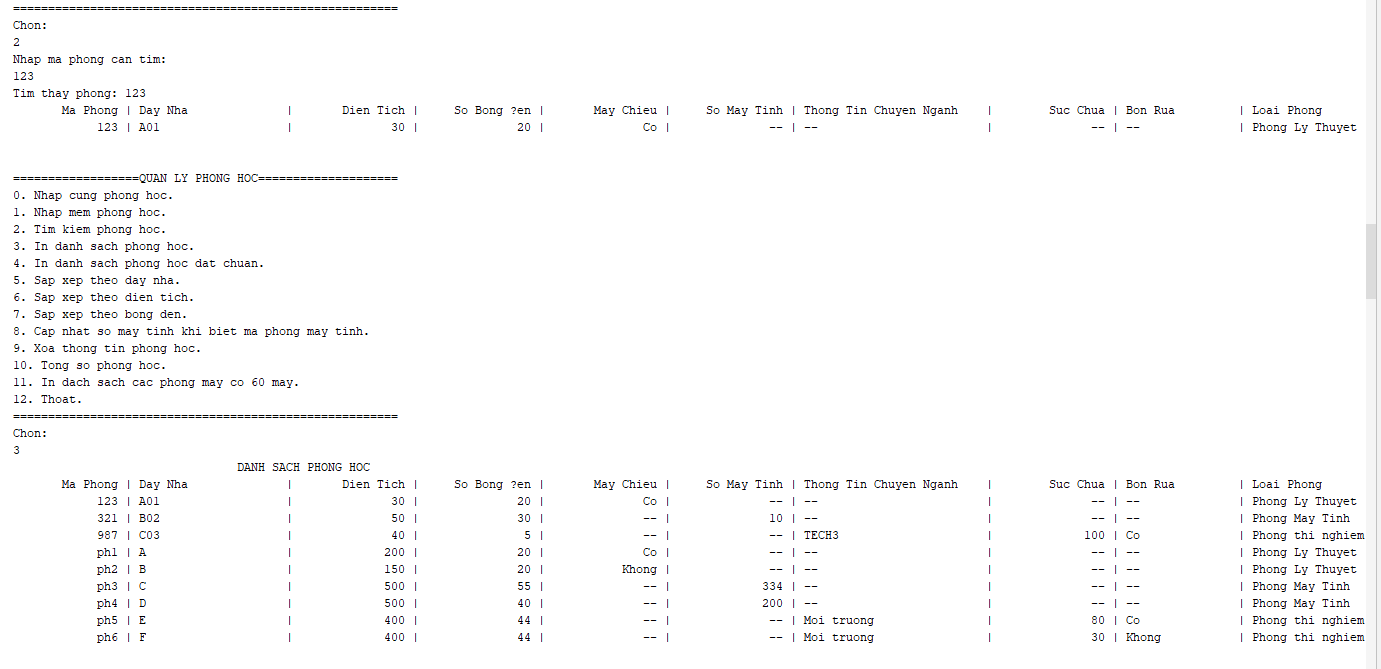 =======================================================
Chon:
2
Nhap ma phong can tim:
123
Tim thay phong: 123
Ma Phong | Day Nha | Dien Tich | So Bong ?en | May Chieu | So May Tinh | Thong Tin Chuyen Nganh | Suc Chua | Bon Rua | Loai Phong
123 | A01 | 30 | 20 | Co | -- | -- | -- | -- | Phong Ly Thuyet
==================QUAN LY PHONG HOC====================
0. Nhap cung phong hoc.
1. Nhap mem phong hoc.
2. Tim kiem phong hoc.
3. In danh sach phong hoc.
4. In danh sach phong hoc dat chuan.
5. Sap xep theo day nha.
6. Sap xep theo dien tich.
7. Sap xep theo bong den.
8. Cap nhat so may tinh khi biet ma phong may tinh.
9. Xoa thong tin phong hoc.
10. Tong so phong hoc.
11. In dach sach cac phong may co 60 may.
12. Thoat.
=======================================================
Chon:
3
DANH SACH PHONG HOC
Ma Phong | Day Nha | Dien Tich | So Bong ?en | May Chieu | So May Tinh | Thong Tin Chuyen Nganh | Suc Chua | Bon Rua | Loai Phong
123 | A01 | 30 | 20 | Co | -- | -- | -- | -- | Phong Ly Thuyet
321 | B02 | 50 | 30 | -- | 10 | -- | -- | -- | Phong May Tinh
987 | C03 | 40 | 5 | -- | -- | TECH3 | 100 | Co | Phong thi nghiem
ph1 | A | 200 | 20 | Co | -- | -- | -- | -- | Phong Ly Thuyet
ph2 | B | 150 | 20 | Khong | -- | -- | -- | -- | Phong Ly Thuyet
ph3 | C | 500 | 55 | -- | 334 | -- | -- | -- | Phong May Tinh
ph4 | D | 500 | 40 | -- | 200 | -- | -- | -- | Phong May Tinh
ph5 | E | 400 | 44 | -- | -- | Moi truong | 80 | Co | Phong thi nghiem
ph6 | F | 400 | 44 | -- | -- | Moi truong | 30 | Khong | Phong thi nghiem